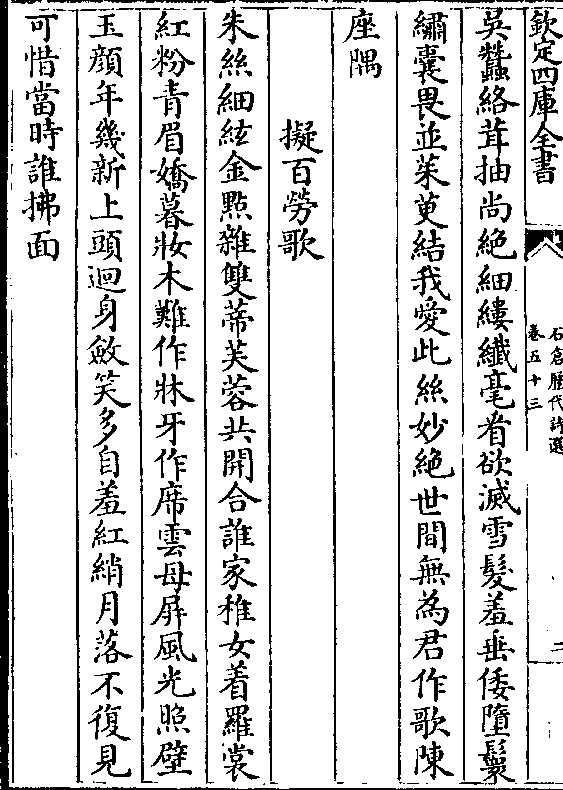 欽定四庫全書
石倉歷代詩選
卷五十三
二
吳蠶絡茸抽尚絶細縷纖毫看欲滅雪髮羞垂倭墮鬟
繡囊畏並茱萸結我愛此絲妙絶世間無為君作歌陳
座隅
擬百勞歌
朱絲細絃金點雜雙蒂芙蓉共開合誰家稚女着羅裳
紅粉青眉嬌暮妝木難作牀牙作席雲母屏風光照壁
玉顔年幾新上頭迴身斂笑多自羞紅綃月落不復見
可惜當時誰拂面